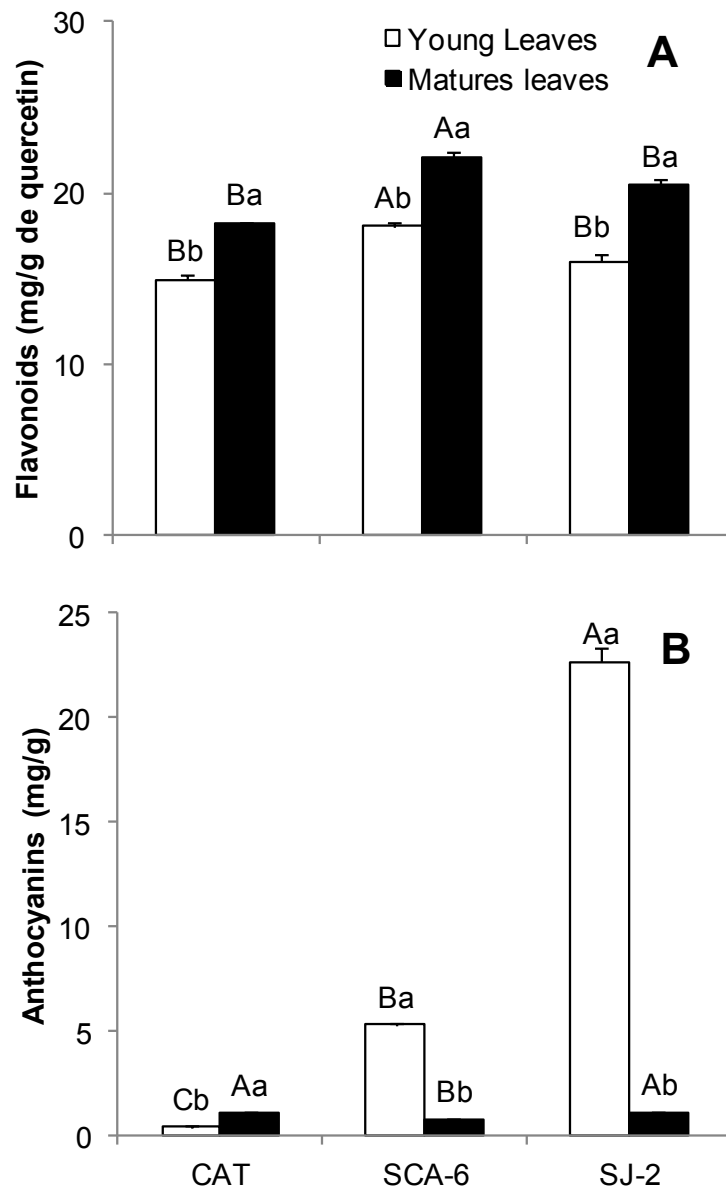 30
Young Leaves
A
Matures leaves
Aa
Ba
Ba
Ab
20
Bb
Bb
10
0
Flavonoids (mg/g de quercetin)
25
Aa
B
20
15
10
Anthocyanins (mg/g)
Ba
5
Cb
Aa
Bb
Ab
0
CAT
SCA-6
SJ-2